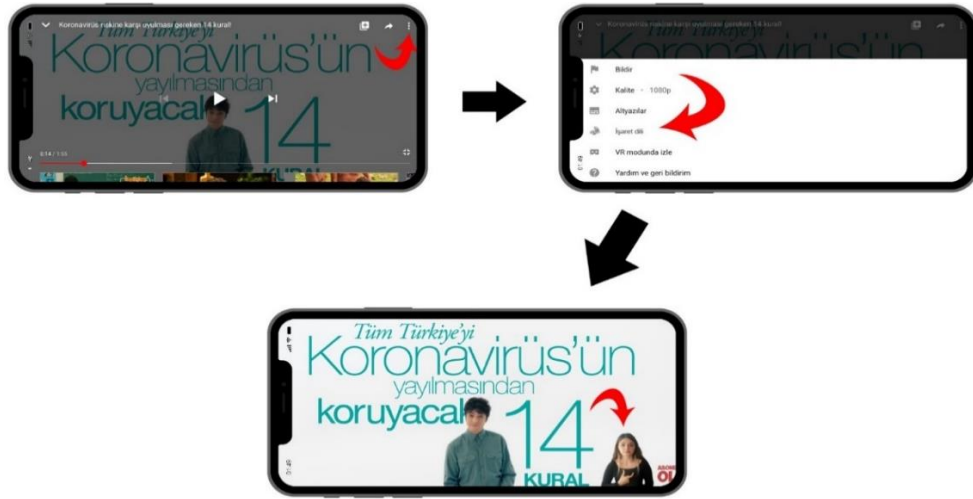 Koronavirüs riskine karşı uyulması gereken 14 kural!
Tüm Türkiye'yi
Koronavirüs'ün
yayılmasından
koruyacak
14
0:14 / 1:55
Bildir
Kalite • 1080p
Altyazılar
İşaret dili
VR modunda izle
Yardım ve geri bildirim
Tüm Türkiye'yi
Koronavirüs'ün
yayılmasından
koruyacak
14
KURAL